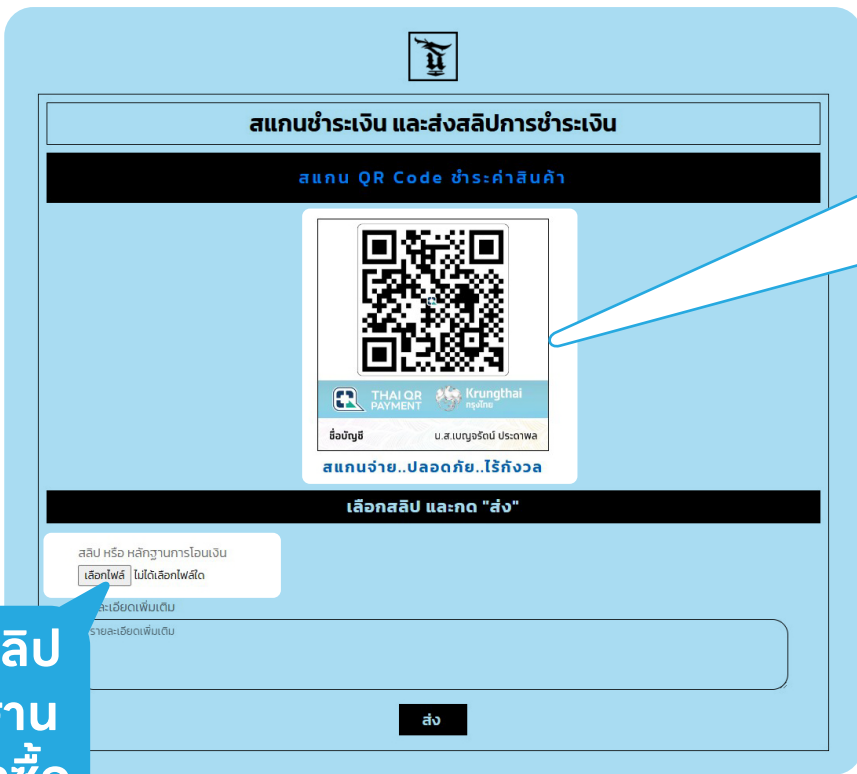 สแกนชำระเงิน และส่งสลิปการชำระเงิน
สแกน QR Code ชำระค่าสินค้า
THAI QR PAYMENT
Krungthai
กรุงไทย
ชื่อบัญชี น.ส.เบญจรัตน์ ประดาพล
สแกนจ่าย..ปลอดภัย..ไร้กังวล
เลือกสลิป และกด "ส่ง"
สลิป หรือ หลักฐานการโอนเงิน
เลือกไฟล์ ไม่ได้เลือกไฟล์ใด
ละเอียดเพิ่มเติม
รายละเอียดเพิ่มเติม
ลิป
ฐาน
ซื้อ
ส่ง